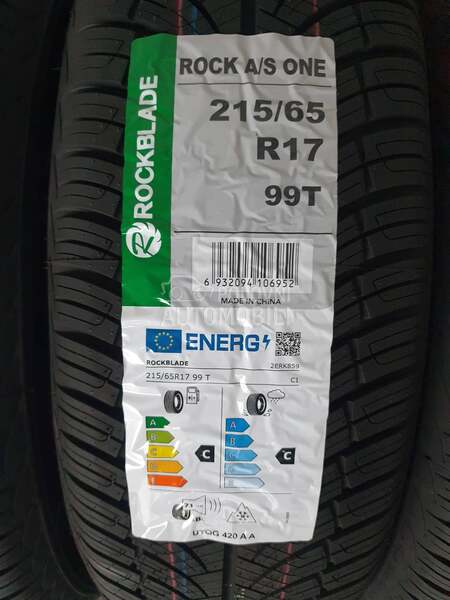 ROCKBLADE
ROCK A/S ONE
215/65
R17
99T
6 932094 106952
MADE IN CHINA
ENERG
ROCKBLADE
2ERK859
215/65R17 99 T
C1
A
B
C
C
A
B
C
C
UTQG 420 A A